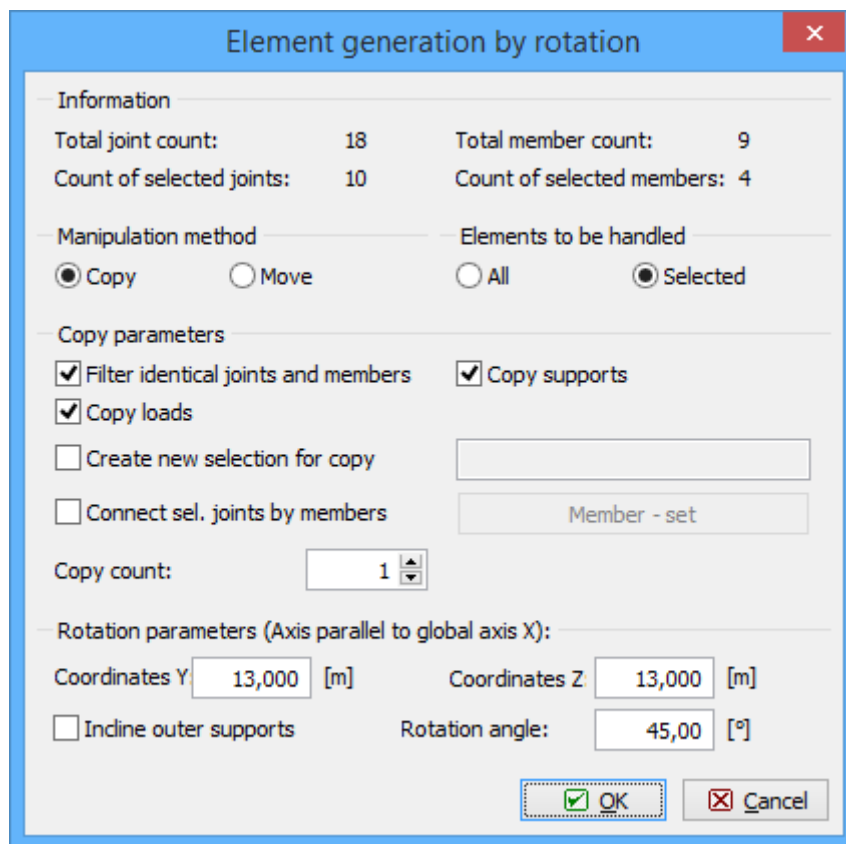 Element generation by rotation
Information
Total joint count: 18 Total member count: 9
Count of selected joints: 10 Count of selected members: 4
Manipulation method Elements to be handled
Copy Move All Selected
Copy parameters
Filter identical joints and members Copy supports
Copy loads
Create new selection for copy
Connect sel. joints by members Member - set
Copy count: 1
Rotation parameters (Axis parallel to global axis X):
Coordinates Y: 13,000 [m] Coordinates Z: 13,000 [m]
Incline outer supports Rotation angle: 45,00 [°]
OK Cancel